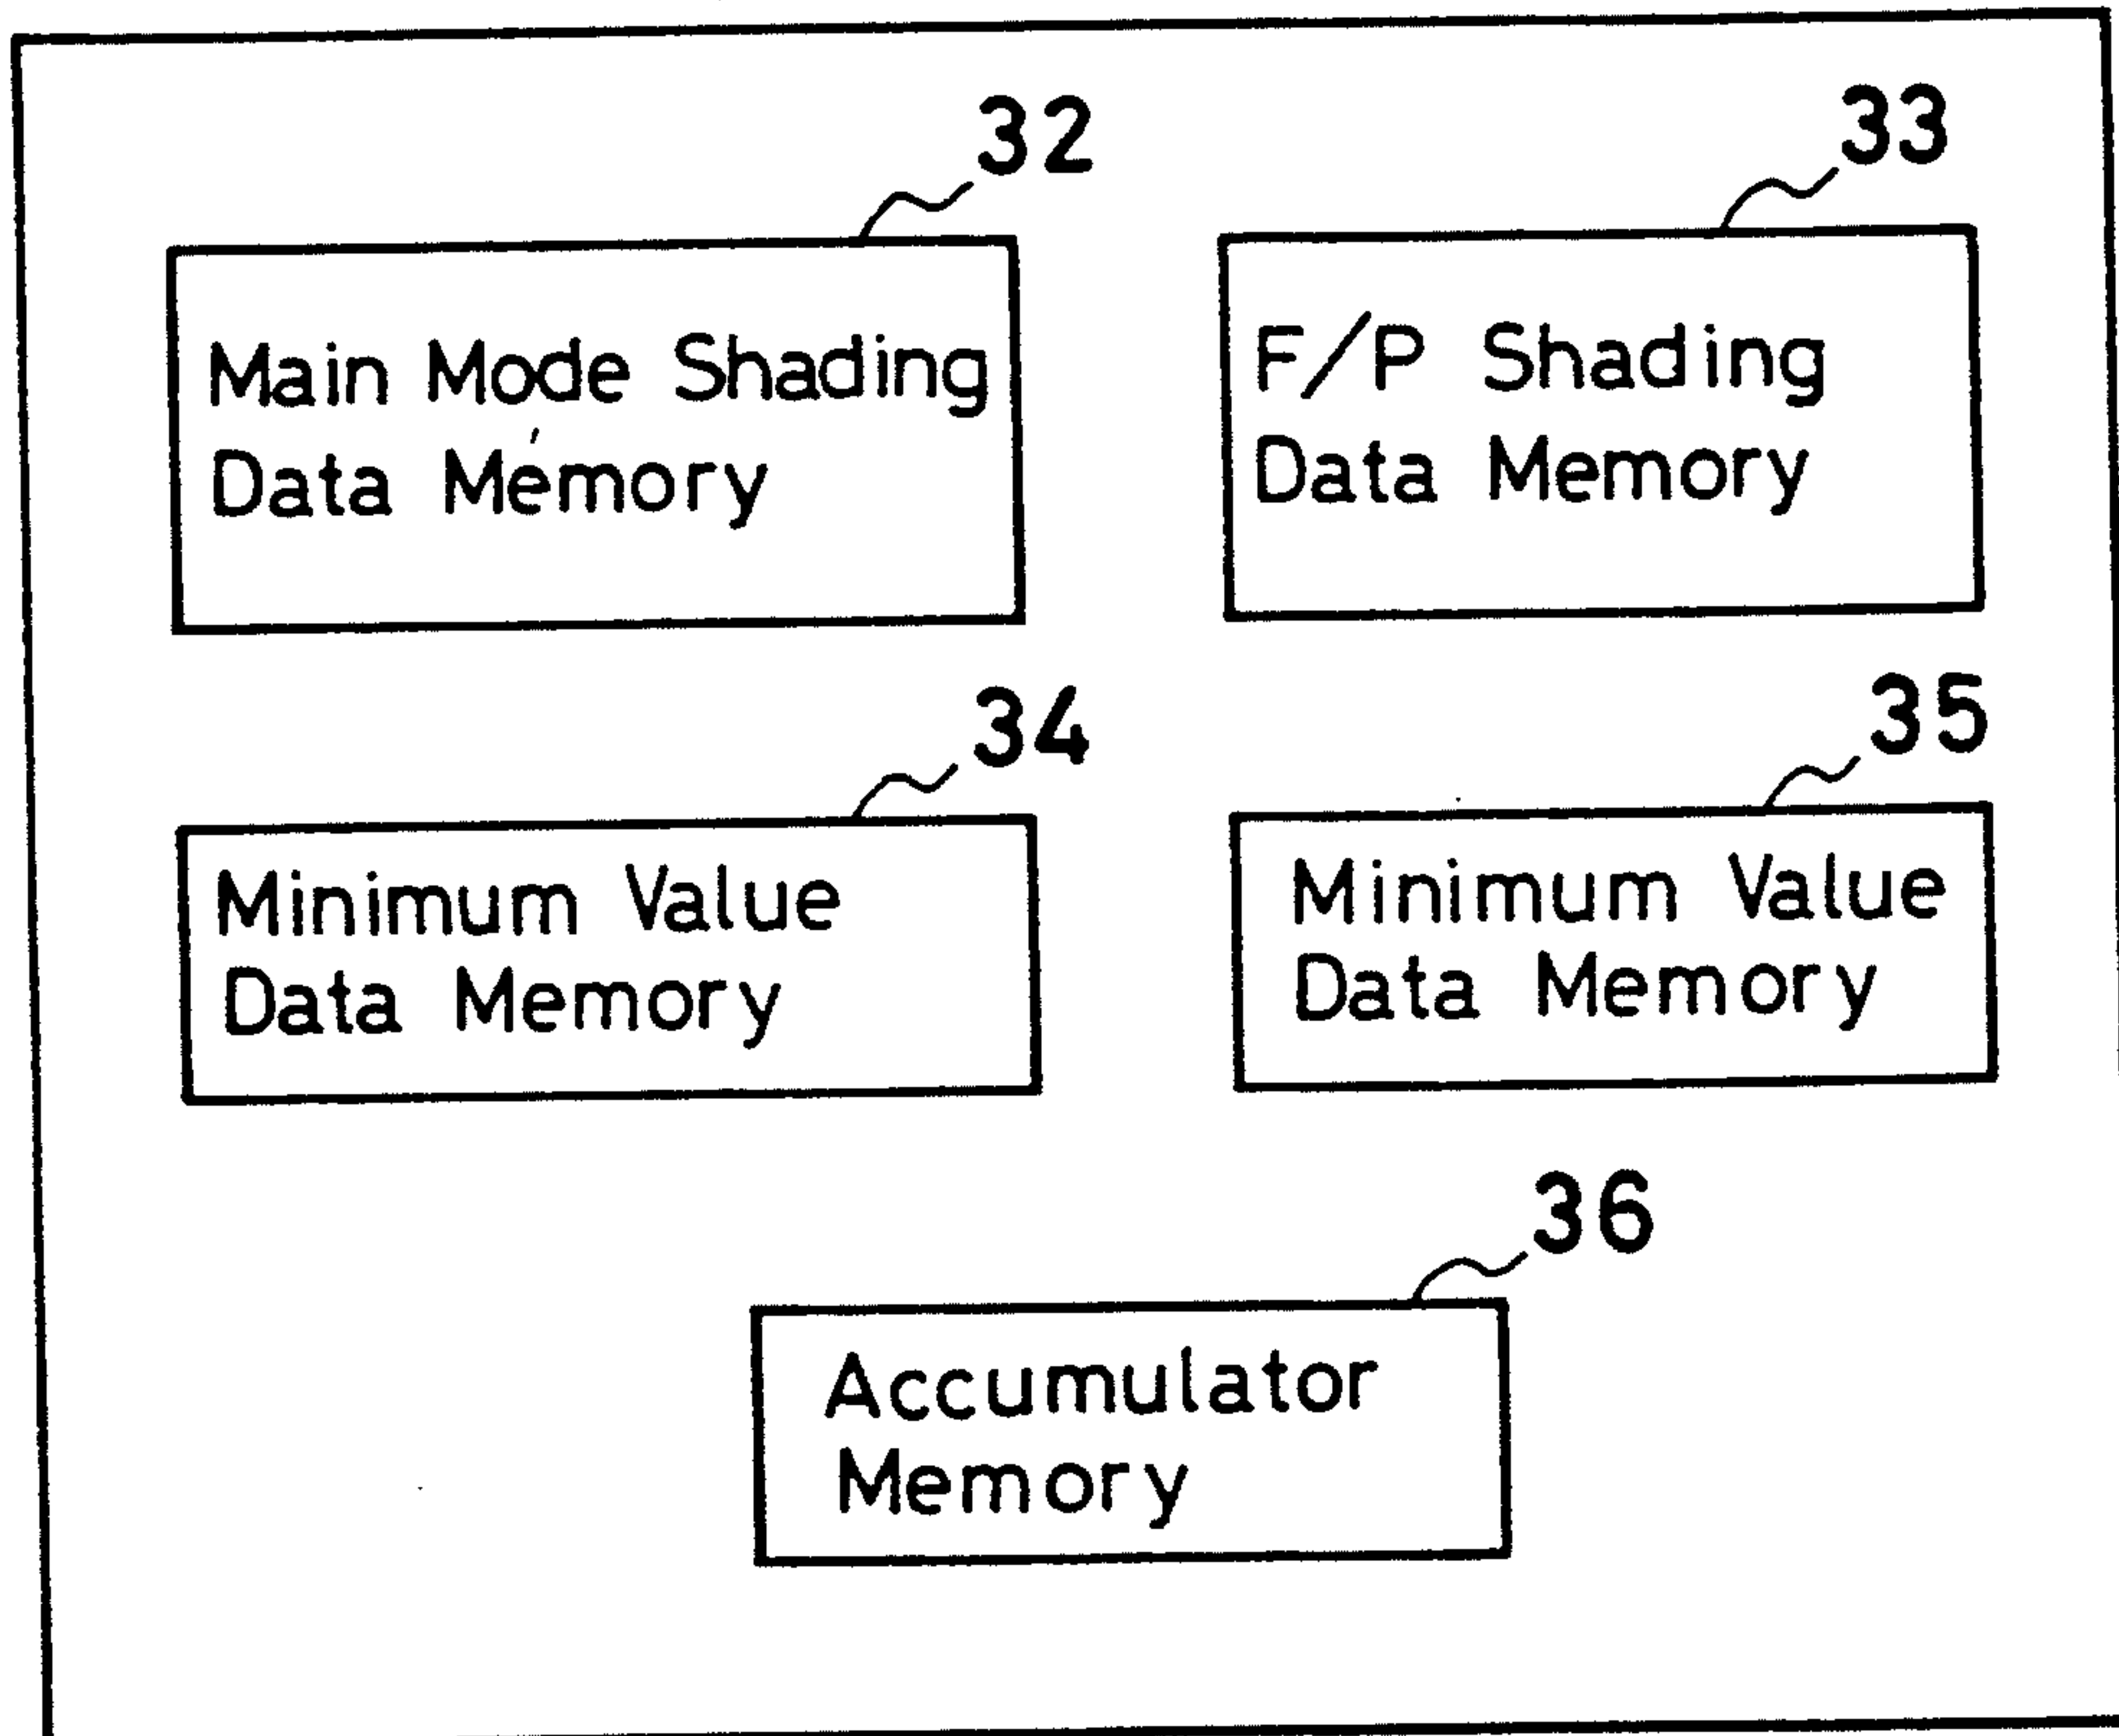 32
33
Main Mode Shading
Data Memory
F/P Shading
Data Memory
34
35
Minimum Value
Data Memory
Minimum Value
Data Memory
36
Accumulator
Memory